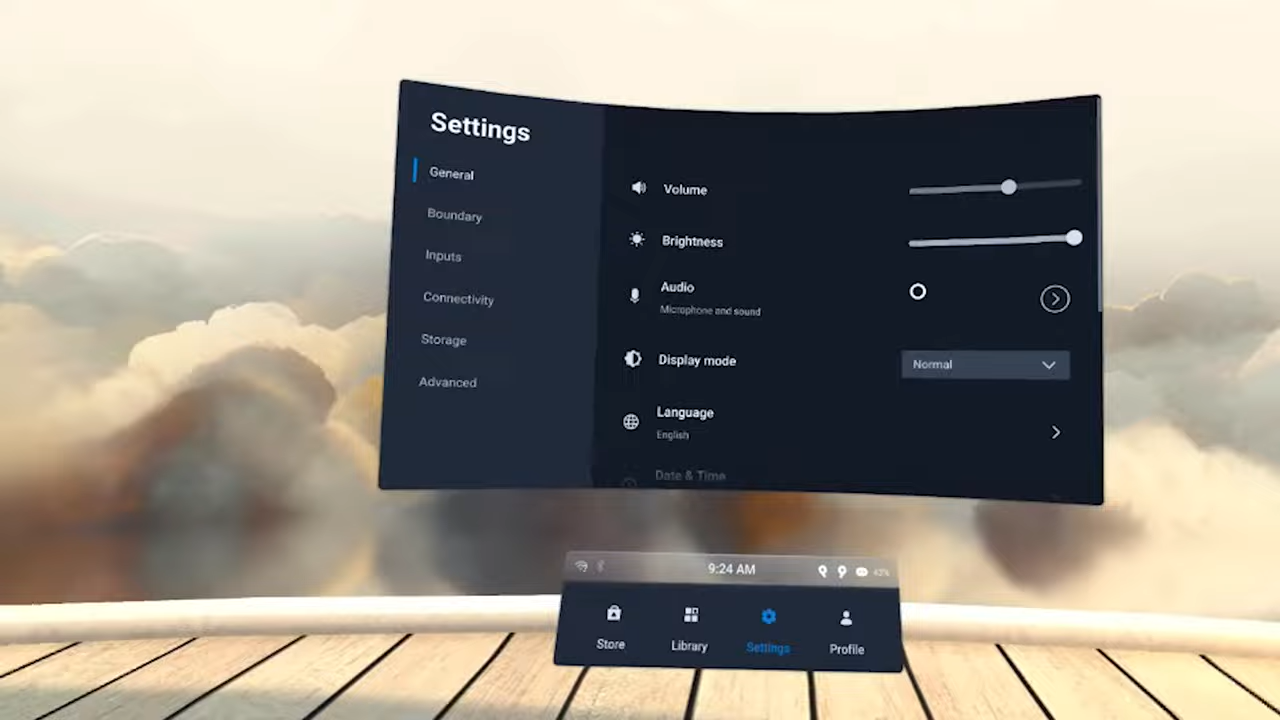 Settings
General
Boundary
Inputs
Connectivity
Storage
Advanced
Volume
Brightness
Audio
Microphone and sound
Display mode
Normal
Language
English
Date & Time
9:24 AM
43%
Store
Library
Settings
Profile